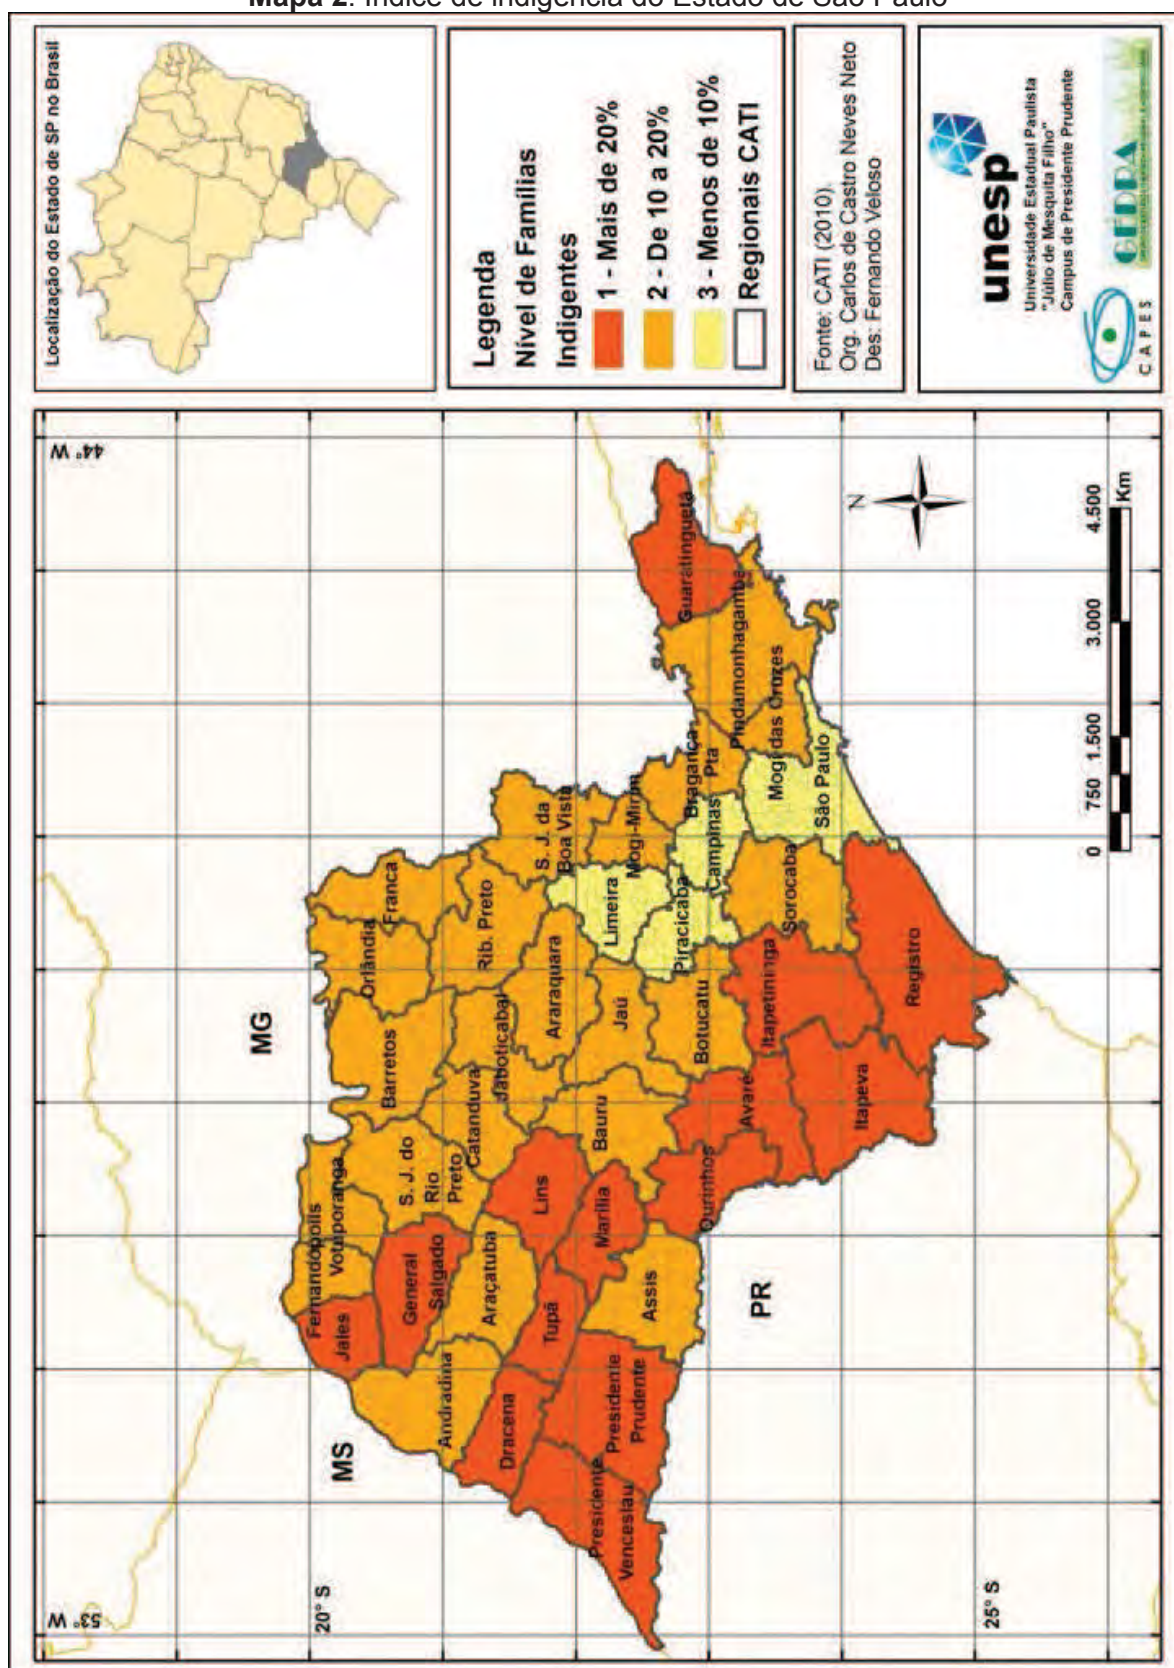 Mapa 2: Índice de indigência do Estado de São Paulo
Localização do Estado de SP no Brasil
Legenda
Nível de Famílias
Indigentes
1 - Mais de 20%
2 - De 10 a 20%
3 - Menos de 10%
Regionais CATI
Fonte: CATI (2010).
Org. Carlos de Castro Neves Neto
Des: Fernando Veloso
unesp
Universidade Estadual Paulista
"Júlio de Mesquita Filho"
Campus de Presidente Prudente
CAPES
GEDRA
53° W
44° W
20° S
25° S
MG
MS
PR
Fernandópolis
Votuporanga
Jales
General
Salgado
S. J. do
Rio
Preto
Barretos
Orlândia
Franca
Andradina
Araçatuba
Catanduva
Jaboticabal
Rib. Preto
S. J. da
Boa Vista
Dracena
Tupã
Lins
Araraquara
Presidente
Venceslau
Presidente
Prudente
Assis
Marília
Bauru
Jaú
Limeira
Mogi-Mirim
Piracicaba
Campinas
Bragança
Pta
Guaratinguetá
Ourinhos
Avaré
Botucatu
Itapetininga
Sorocaba
Pindamonhagamba
Mogi das Cruzes
São Paulo
Itapeva
Registro
N
0 750 1.500 3.000 4.500
Km